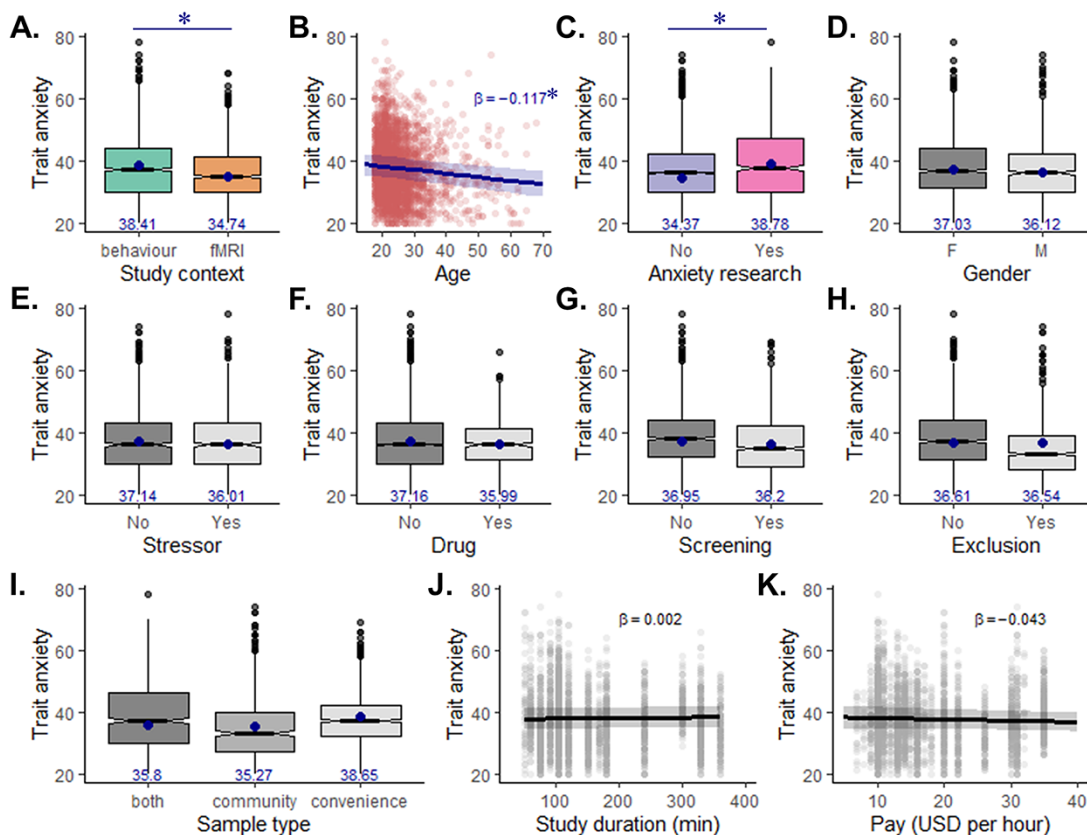 A.
*
80
60
40
20
Trait anxiety
38.41
34.74
behaviour
fMRI
Study context
B.
80
60
40
20
Trait anxiety
β = −0.117*
20 30 40 50 60 70
Age
C.
*
80
60
40
20
Trait anxiety
34.37
38.78
No
Yes
Anxiety research
D.
80
60
40
20
Trait anxiety
37.03
36.12
F
M
Gender
E.
80
60
40
20
Trait anxiety
37.14
36.01
No
Yes
Stressor
F.
80
60
40
20
Trait anxiety
37.16
35.99
No
Yes
Drug
G.
80
60
40
20
Trait anxiety
36.95
36.2
No
Yes
Screening
H.
80
60
40
20
Trait anxiety
36.61
36.54
No
Yes
Exclusion
I.
80
60
40
20
Trait anxiety
35.8
35.27
38.65
both
community
convenience
Sample type
J.
80
60
40
20
Trait anxiety
β = 0.002
100 200 300 400
Study duration (min)
K.
80
60
40
20
Trait anxiety
β = −0.043
10 20 30 40
Pay (USD per hour)